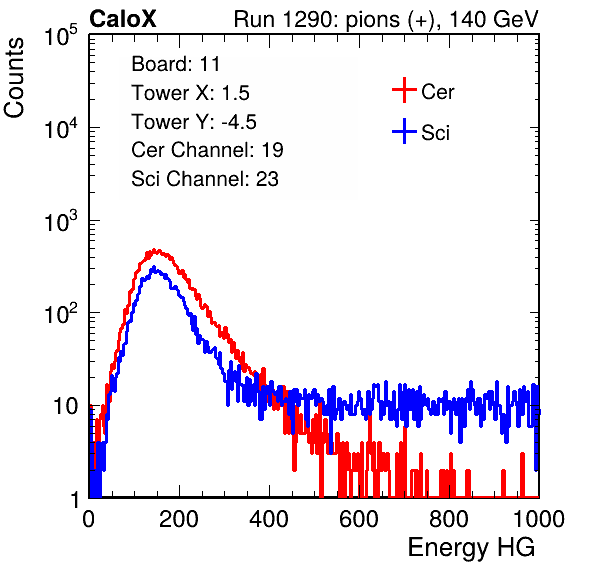 CaloX Run 1290: pions (+), 140 GeV
Counts
Board: 11
Tower X: 1.5
Tower Y: -4.5
Cer Channel: 19
Sci Channel: 23
Cer
Sci
10^5
10^4
10^3
10^2
10
1
0 200 400 600 800 1000
Energy HG